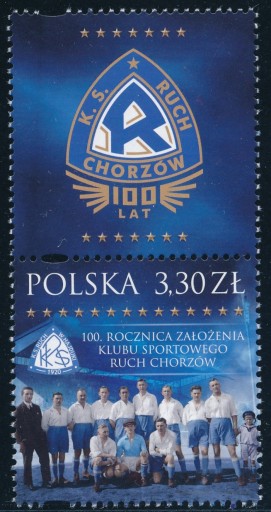 K. S. RUCH
R
CHORZÓW
100
LAT
POLSKA 3,30 ZŁ
100. ROCZNICA ZAŁOŻENIA
KLUBU SPORTOWEGO
RUCH CHORZÓW
1920